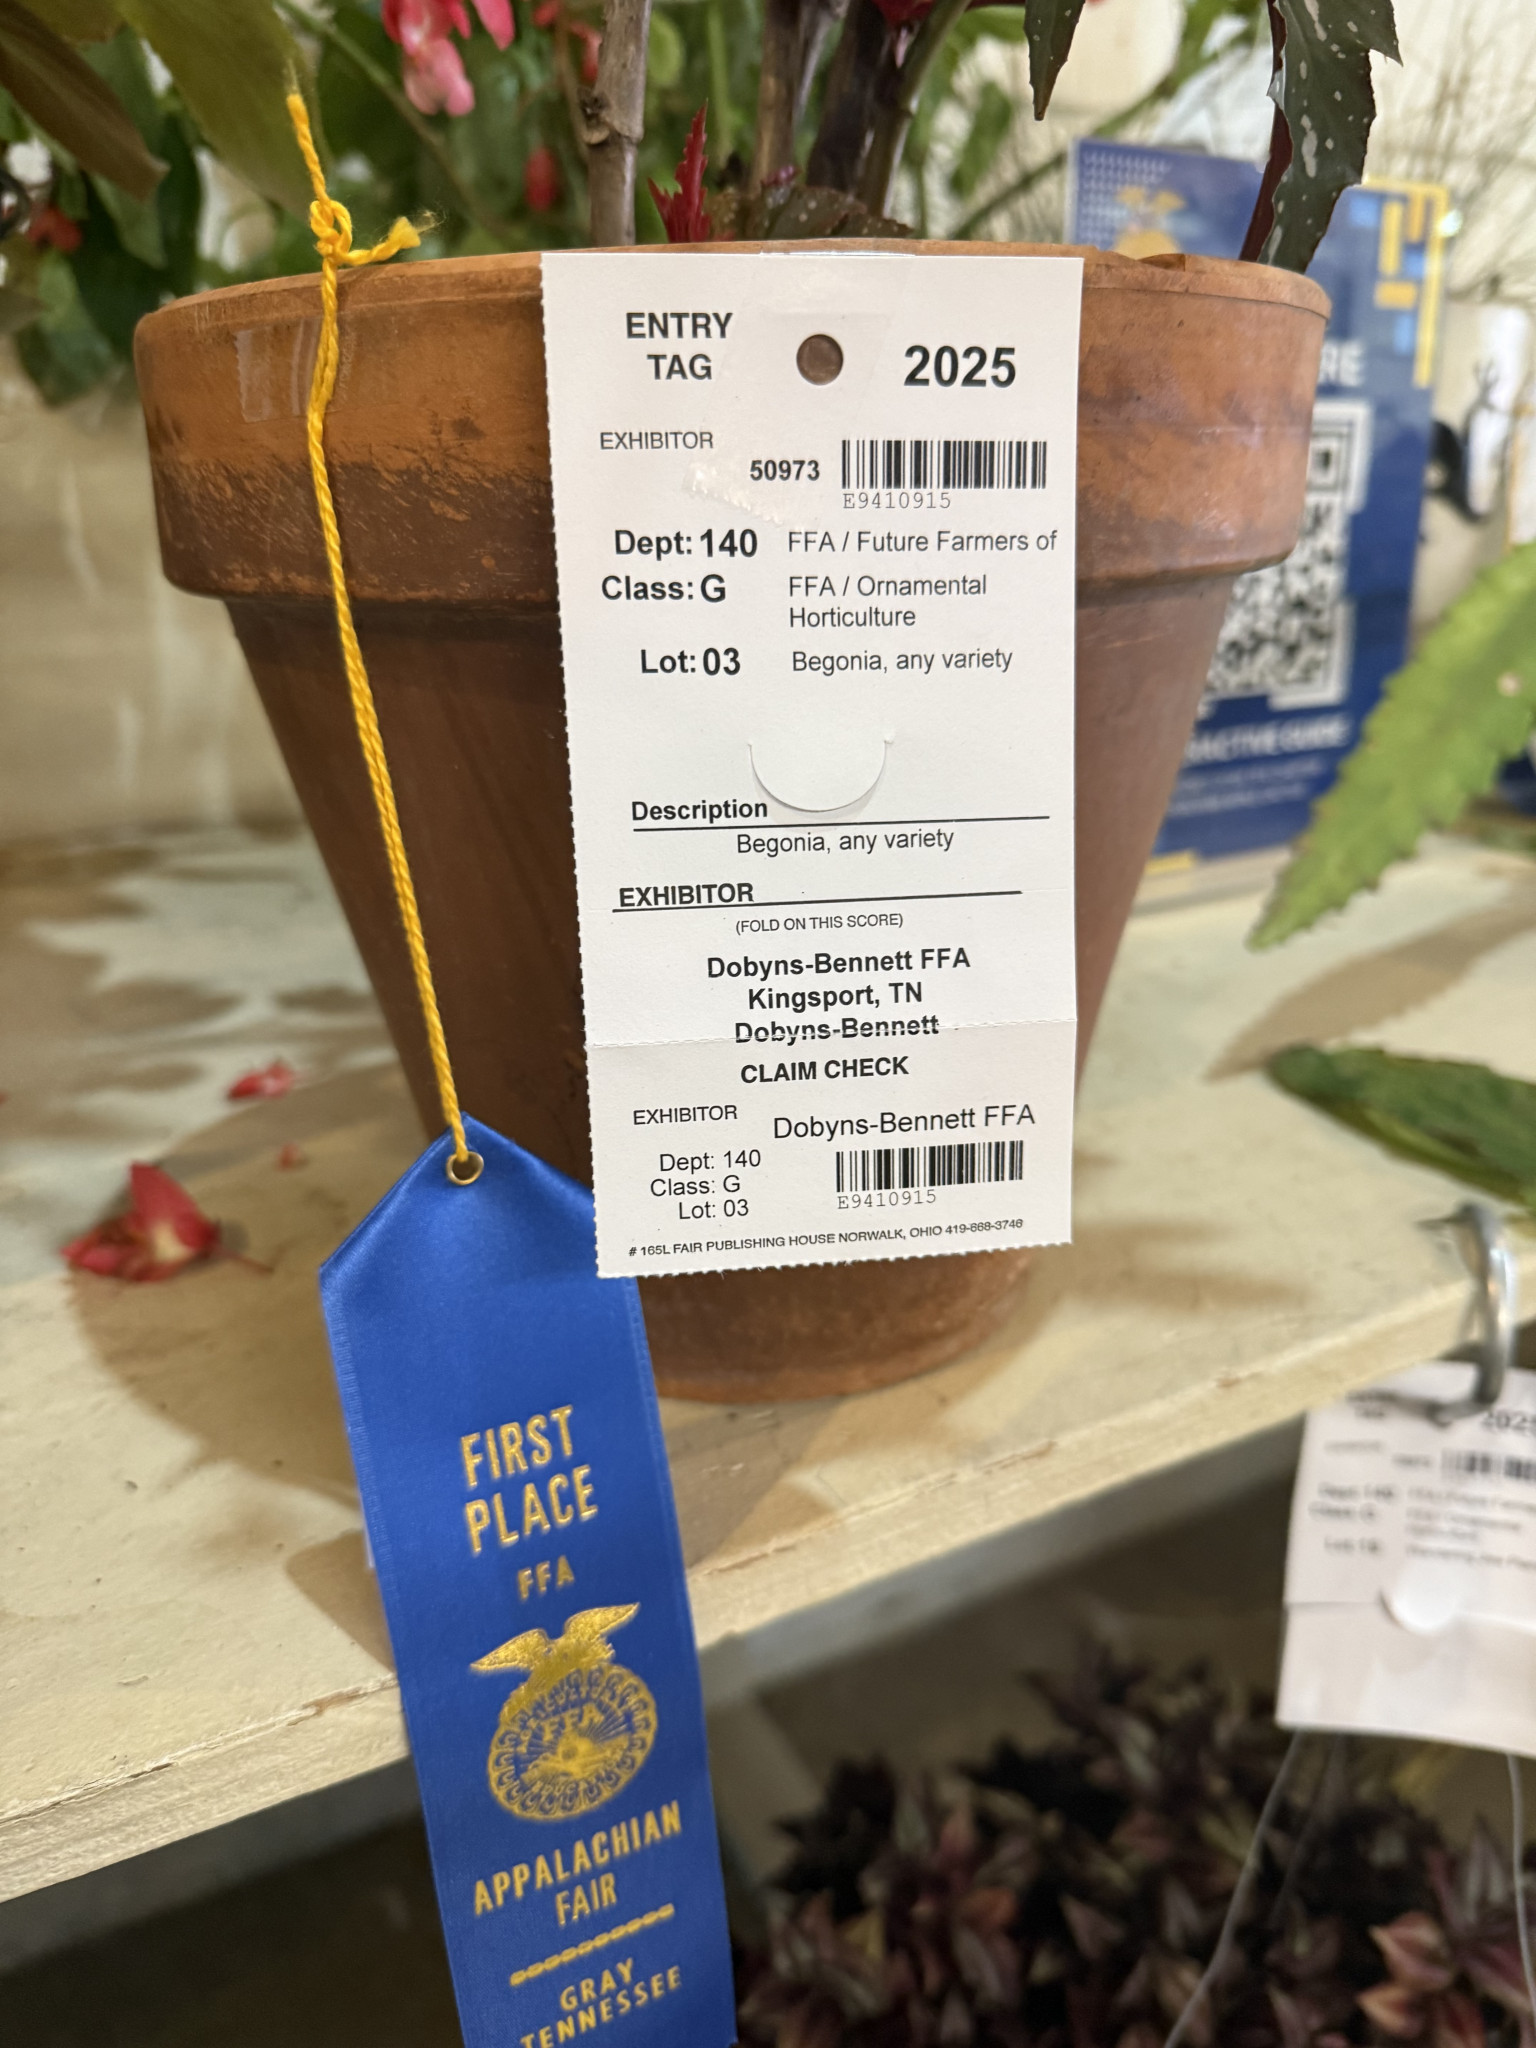 ENTRY
TAG
2025
EXHIBITOR
50973
E9410915
Dept: 140 FFA / Future Farmers of
Class: G FFA / Ornamental
Horticulture
Lot: 03 Begonia, any variety
Description
Begonia, any variety
EXHIBITOR
(FOLD ON THIS SCORE)
Dobyns-Bennett FFA
Kingsport, TN
Dobyns-Bennett
CLAIM CHECK
EXHIBITOR Dobyns-Bennett FFA
Dept: 140
Class: G
Lot: 03
E9410915
# 165L FAIR PUBLISHING HOUSE NORWALK, OHIO 419-668-3746
FIRST
PLACE
FFA
FFA
APPALACHIAN
FAIR
GRAY
TENNESSEE